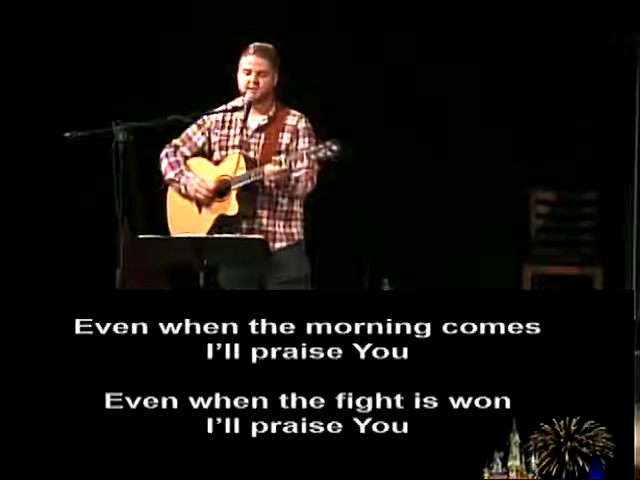 Even when the morning comes
I'll praise You
Even when the fight is won
I'll praise You